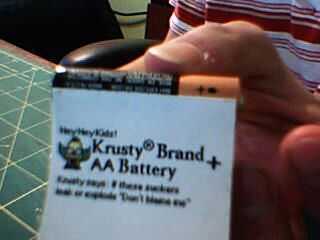 Hey Hey Kids!
Krusty® Brand
AA Battery +
Krusty says: if these suckers
leak or explode "Don't blame me"